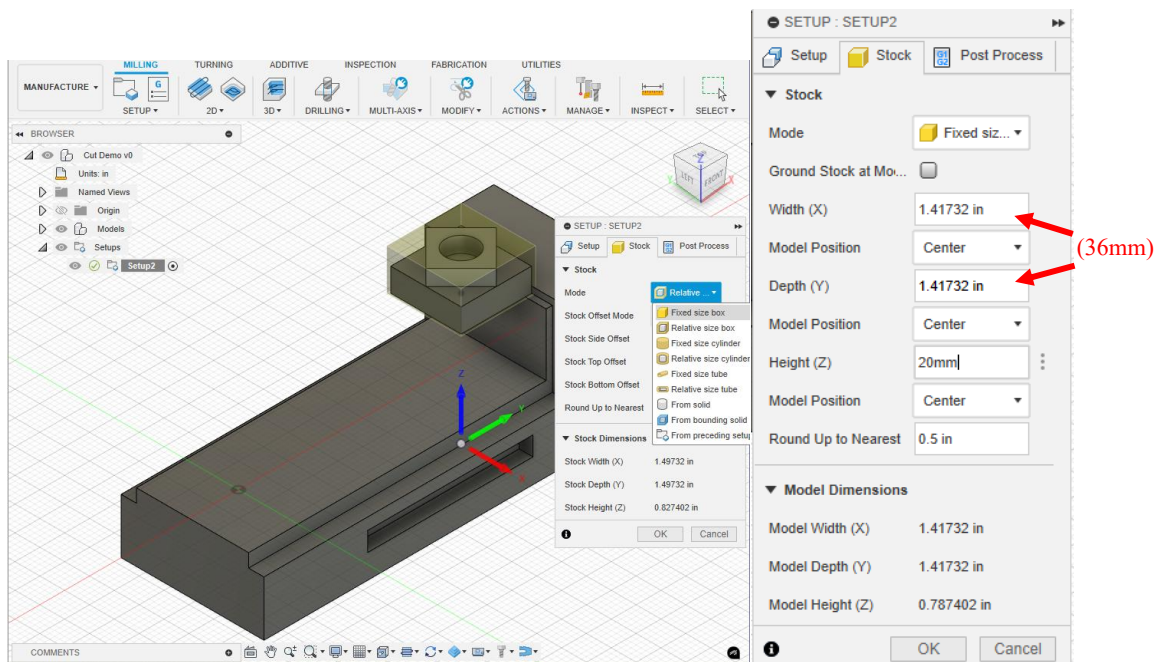 MILLING TURNING ADDITIVE INSPECTION FABRICATION UTILITIES
MANUFACTURE
G
SETUP 2D 3D DRILLING MULTI-AXIS MODIFY ACTIONS MANAGE INSPECT SELECT
BROWSER
Cut Demo v0
Units: in
Named Views
Origin
Models
Setups
Setup2
Z
LEFT FRONT
Y X
Z
Y
X
SETUP : SETUP2
Setup Stock Post Process
Stock
Mode Relative ...
Stock Offset Mode
Stock Side Offset
Stock Top Offset
Stock Bottom Offset
Round Up to Nearest
Fixed size box
Relative size box
Fixed size cylinder
Relative size cylinder
Fixed size tube
Relative size tube
From solid
From bounding solid
From preceding setup
Stock Dimensions
Stock Width (X) 1.49732 in
Stock Depth (Y) 1.49732 in
Stock Height (Z) 0.827402 in
OK Cancel
COMMENTS
SETUP : SETUP2
Setup Stock G1 G2 Post Process
Stock
Mode Fixed siz...
Ground Stock at Mo...
Width (X) 1.41732 in
Model Position Center
(36mm)
Depth (Y) 1.41732 in
Model Position Center
Height (Z) 20mm
Model Position Center
Round Up to Nearest 0.5 in
Model Dimensions
Model Width (X) 1.41732 in
Model Depth (Y) 1.41732 in
Model Height (Z) 0.787402 in
OK Cancel